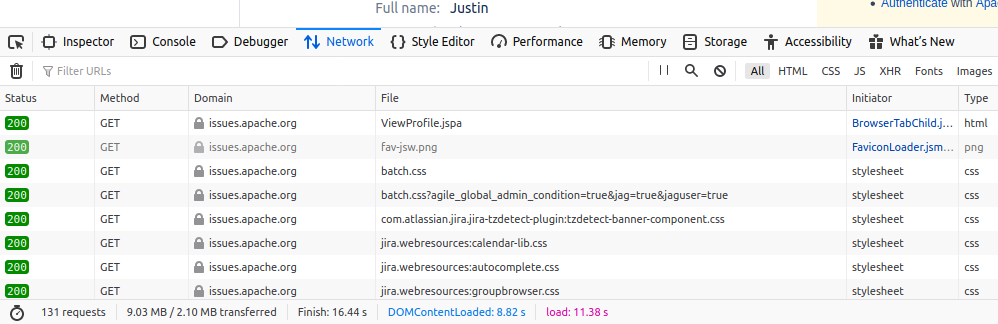 Full name: Justin
Authenticate with Apac
Inspector Console Debugger Network Style Editor Performance Memory Storage Accessibility What's New
Filter URLs All HTML CSS JS XHR Fonts Images
Status Method Domain File Initiator Type
200 GET issues.apache.org ViewProfile.jspa BrowserTabChild.j... html
200 GET issues.apache.org fav-jsw.png FaviconLoader.jsm... png
200 GET issues.apache.org batch.css stylesheet css
200 GET issues.apache.org batch.css?agile_global_admin_condition=true&jag=true&jaguser=true stylesheet css
200 GET issues.apache.org com.atlassian.jira.jira-tzdetect-plugin:tzdetect-banner-component.css stylesheet css
200 GET issues.apache.org jira.webresources:calendar-lib.css stylesheet css
200 GET issues.apache.org jira.webresources:autocomplete.css stylesheet css
200 GET issues.apache.org jira.webresources:groupbrowser.css stylesheet css
131 requests 9.03 MB / 2.10 MB transferred Finish: 16.44 s DOMContentLoaded: 8.82 s load: 11.38 s